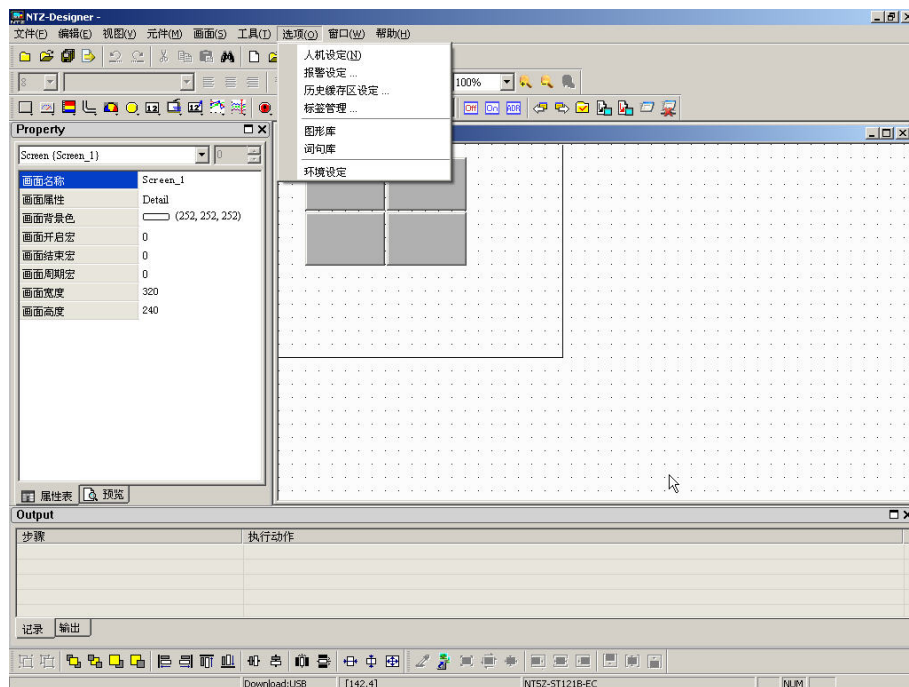 NTZ-Designer -
文件(F) 编辑(E) 视图(V) 元件(M) 画面(S) 工具(T) 选项(O) 窗口(W) 帮助(H)
人机设定(N)
报警设定 ...
历史缓存区设定 ...
标签管理 ...
图形库
词句库
环境设定
8
100%
Off On ADR
Property
Screen {Screen_1}
0
画面名称 Screen_1
画面属性 Detail
画面背景色 (252, 252, 252)
画面开启宏 0
画面结束宏 0
画面周期宏 0
画面宽度 320
画面高度 240
属性表 预览
Output
步骤 执行动作
记录 输出
Download:USB [142,4] NT5Z-ST121B-EC NUM